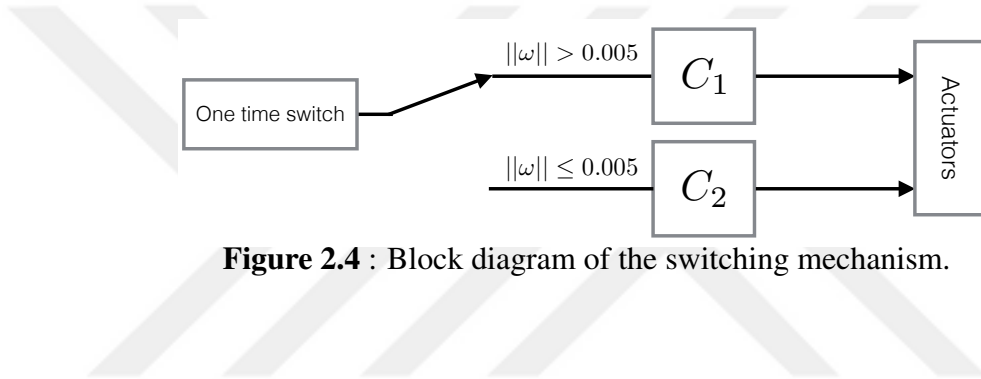 ||ω|| > 0.005
C₁
One time switch
Actuators
||ω|| ≤ 0.005
C₂
Figure 2.4 : Block diagram of the switching mechanism.